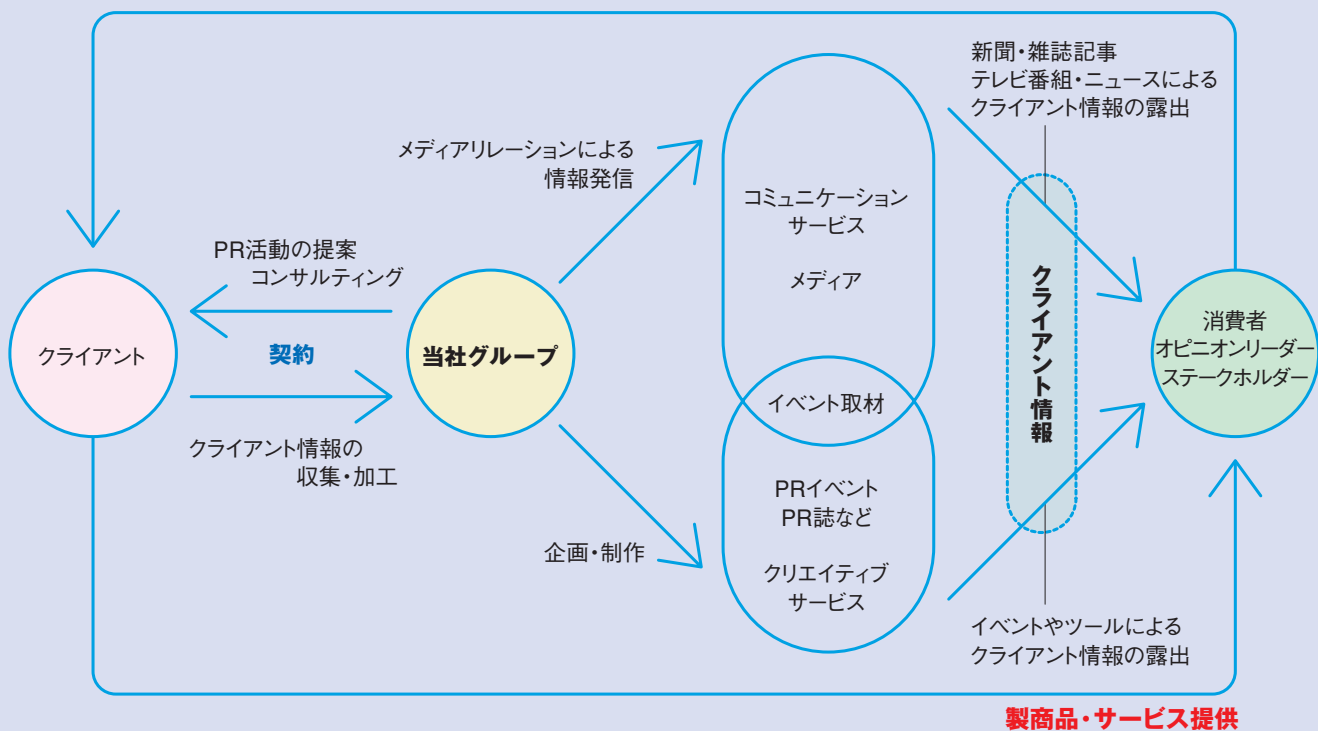 新聞・雑誌記事
テレビ番組・ニュースによる
クライアント情報の露出
メディアリレーションによる
情報発信
コミュニケーション
サービス
メディア
PR活動の提案
コンサルティング
クライアント
契約
当社グループ
クライアント情報の
収集・加工
イベント取材
クライアント情報
消費者
オピニオンリーダー
ステークホルダー
PRイベント
PR誌など
企画・制作
クリエイティブ
サービス
イベントやツールによる
クライアント情報の露出
製商品・サービス提供